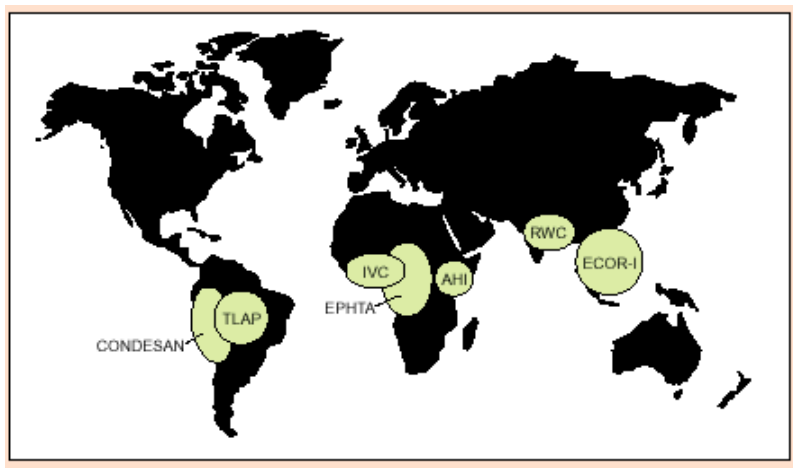 RWC
ECOR-I
IVC
AHI
EPHTA
TLAP
CONDESAN